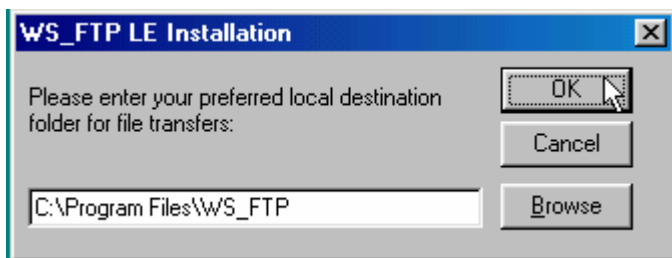 WS_FTP LE Installation
Please enter your preferred local destination
folder for file transfers:
OK
Cancel
C:\Program Files\WS_FTP
Browse